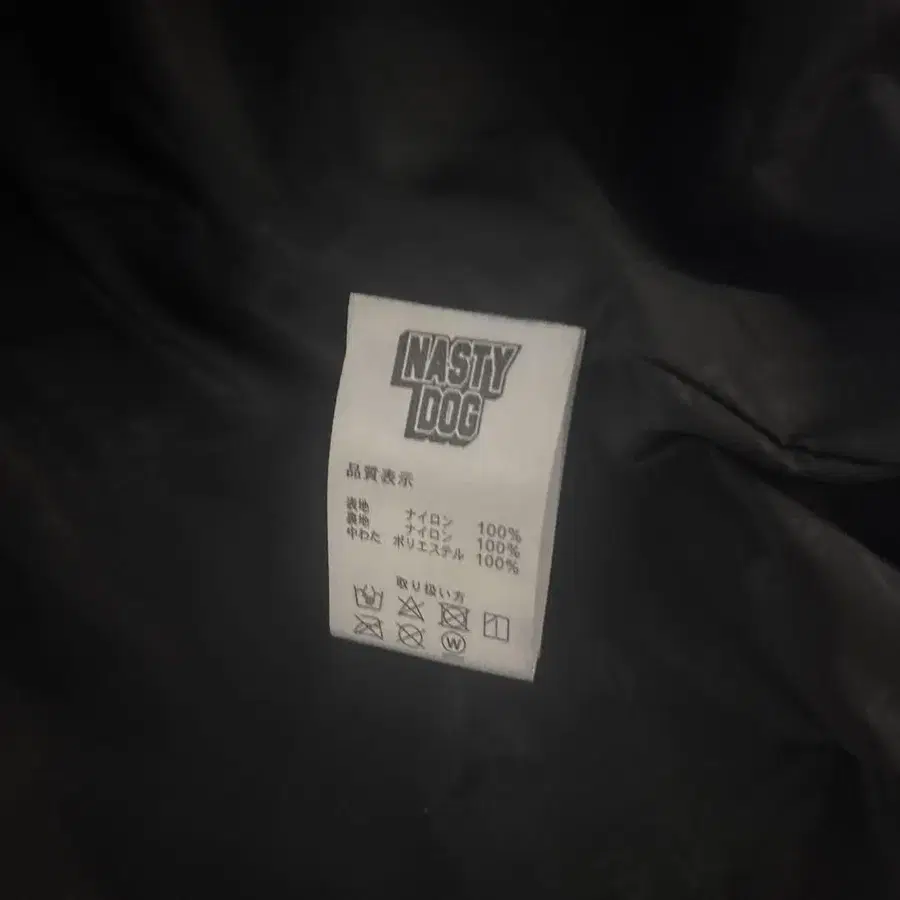 NASTY
DOG
品質表示
表地 ナイロン 100%
裏地 ナイロン 100%
中わた ポリエステル 100%
取り扱い方
W